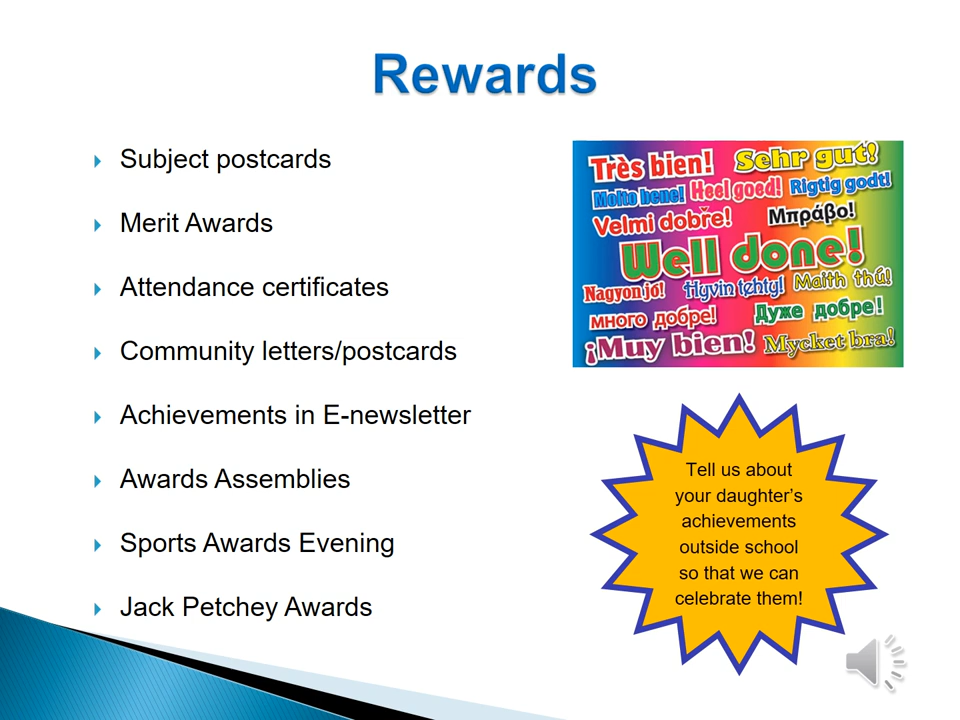 Rewards
Subject postcards
Merit Awards
Attendance certificates
Community letters/postcards
Achievements in E-newsletter
Awards Assemblies
Sports Awards Evening
Jack Petchey Awards
Très bien! Sehr gut!
Molto bene! Heel goed! Rigtig godt!
Velmi dobře! Μπράβο!
Well done!
Nagyon jó! Hyvin tehty! Maith thú!
много добре! Дуже добре!
¡Muy bien! Mycket bra!
Tell us about
your daughter’s
achievements
outside school
so that we can
celebrate them!